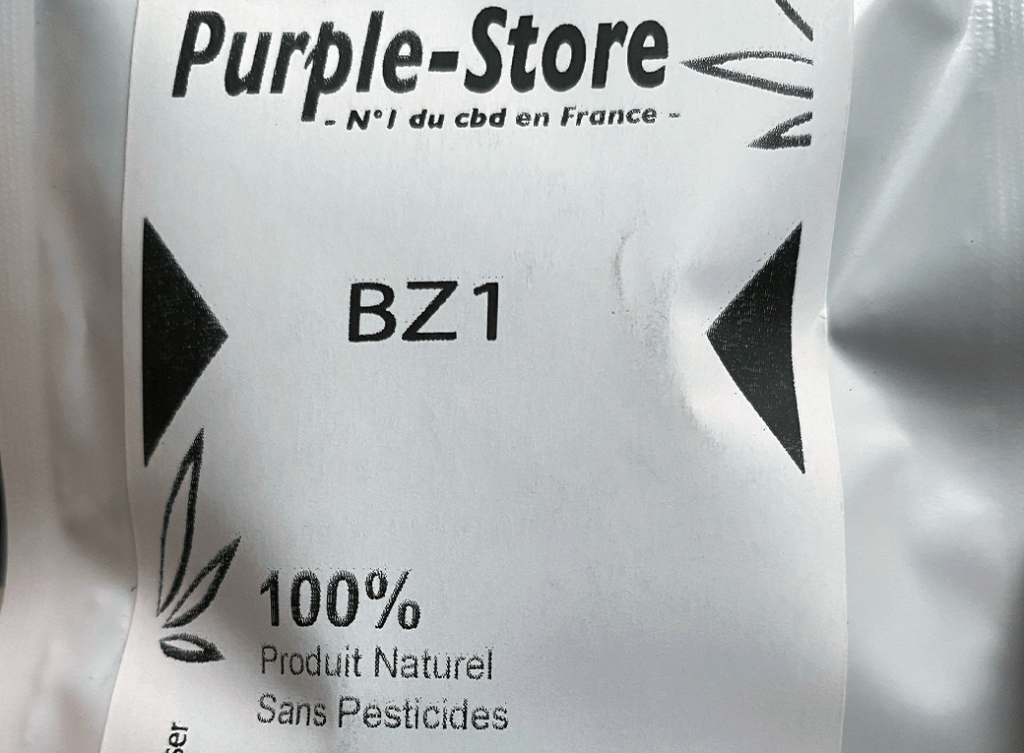 Purple-Store
- N°1 du cbd en France -
BZ1
100%
Produit Naturel
Sans Pesticides